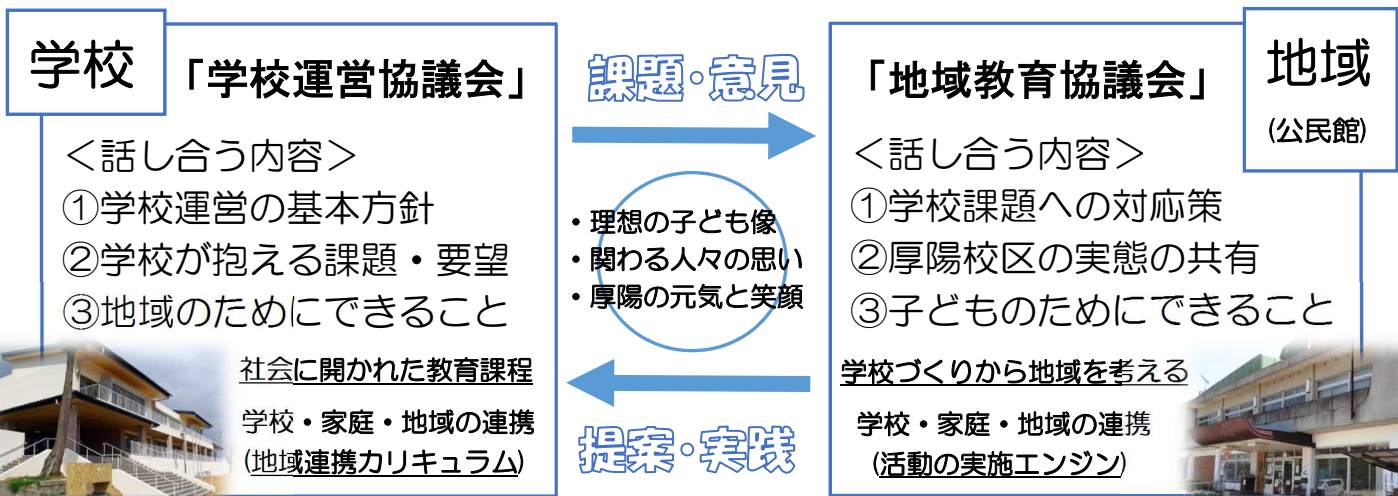 学校
「学校運営協議会」
＜話し合う内容＞
①学校運営の基本方針
②学校が抱える課題・要望
③地域のためにできること
社会に開かれた教育課程
学校・家庭・地域の連携
(地域連携カリキュラム)
課題・意見
・理想の子ども像
・関わる人々の思い
・厚陽の元気と笑顔
提案・実践
地域
(公民館)
「地域教育協議会」
＜話し合う内容＞
①学校課題への対応策
②厚陽校区の実態の共有
③子どものためにできること
学校づくりから地域を考える
学校・家庭・地域の連携
(活動の実施エンジン)